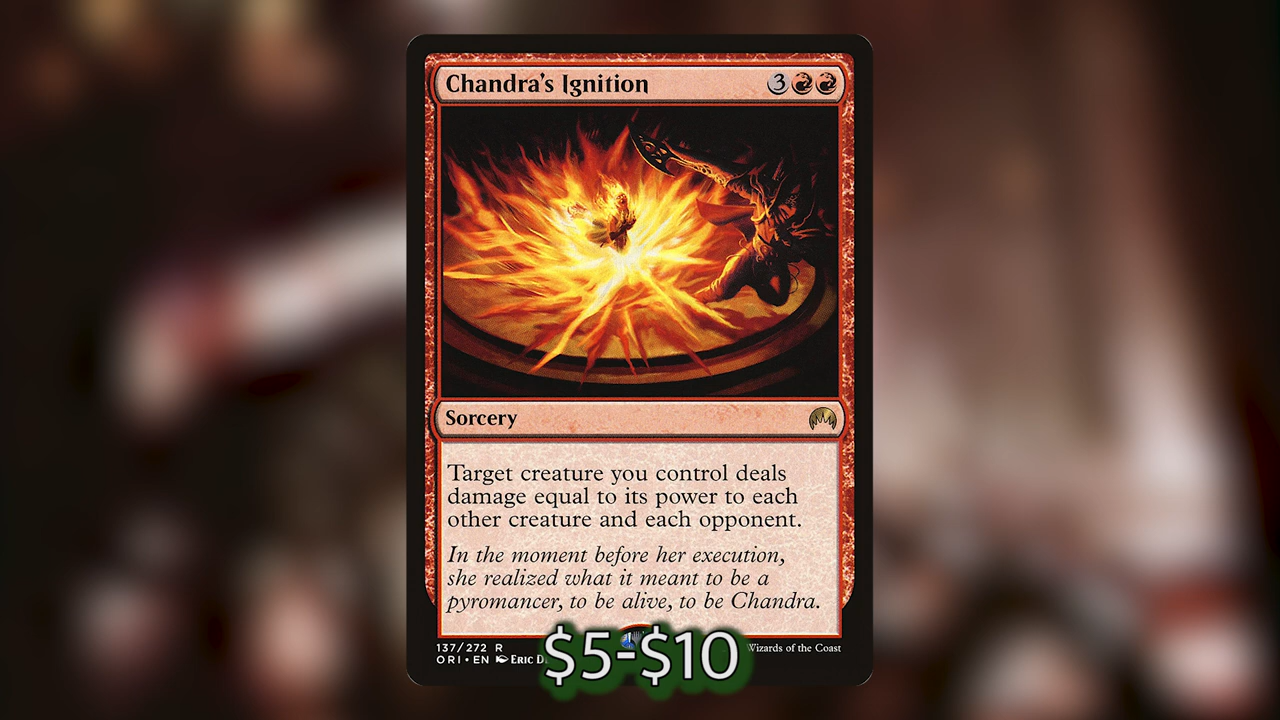 Chandra's Ignition 3
Sorcery
Target creature you control deals
damage equal to its power to each
other creature and each opponent.
In the moment before her execution,
she realized what it meant to be a
pyromancer, to be alive, to be Chandra.
137/272 R
ORI • EN ERIC D
Wizards of the Coast
$5-$10